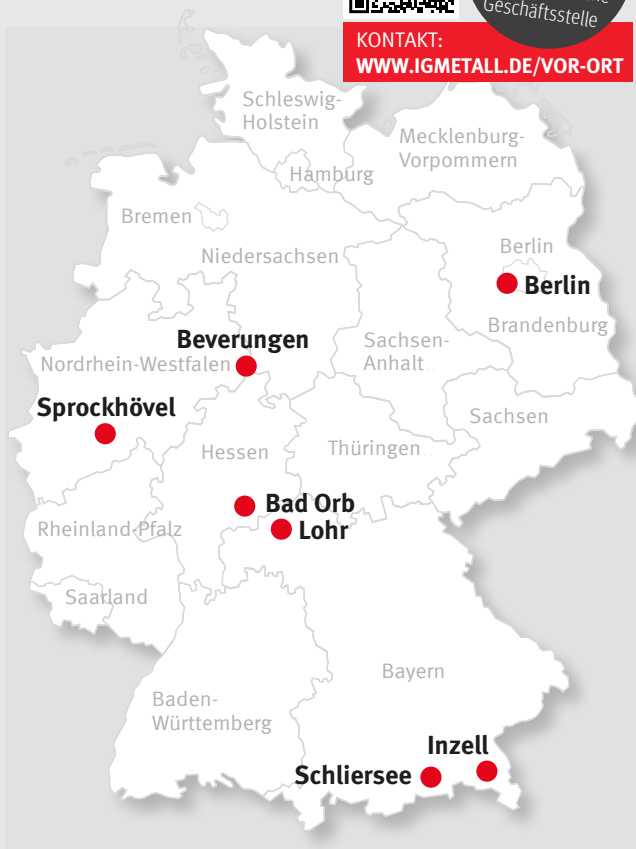 Geschäftsstelle
KONTAKT:
WWW.IGMETALL.DE/VOR-ORT
Schleswig-
Holstein
Mecklenburg-
Vorpommern
Hamburg
Bremen
Niedersachsen
Berlin
Berlin
Brandenburg
Beverungen
Sachsen-
Anhalt
Nordrhein-Westfalen
Sprockhövel
Sachsen
Hessen
Thüringen
Bad Orb
Lohr
Rheinland-Pfalz
Saarland
Bayern
Baden-
Württemberg
Inzell
Schliersee